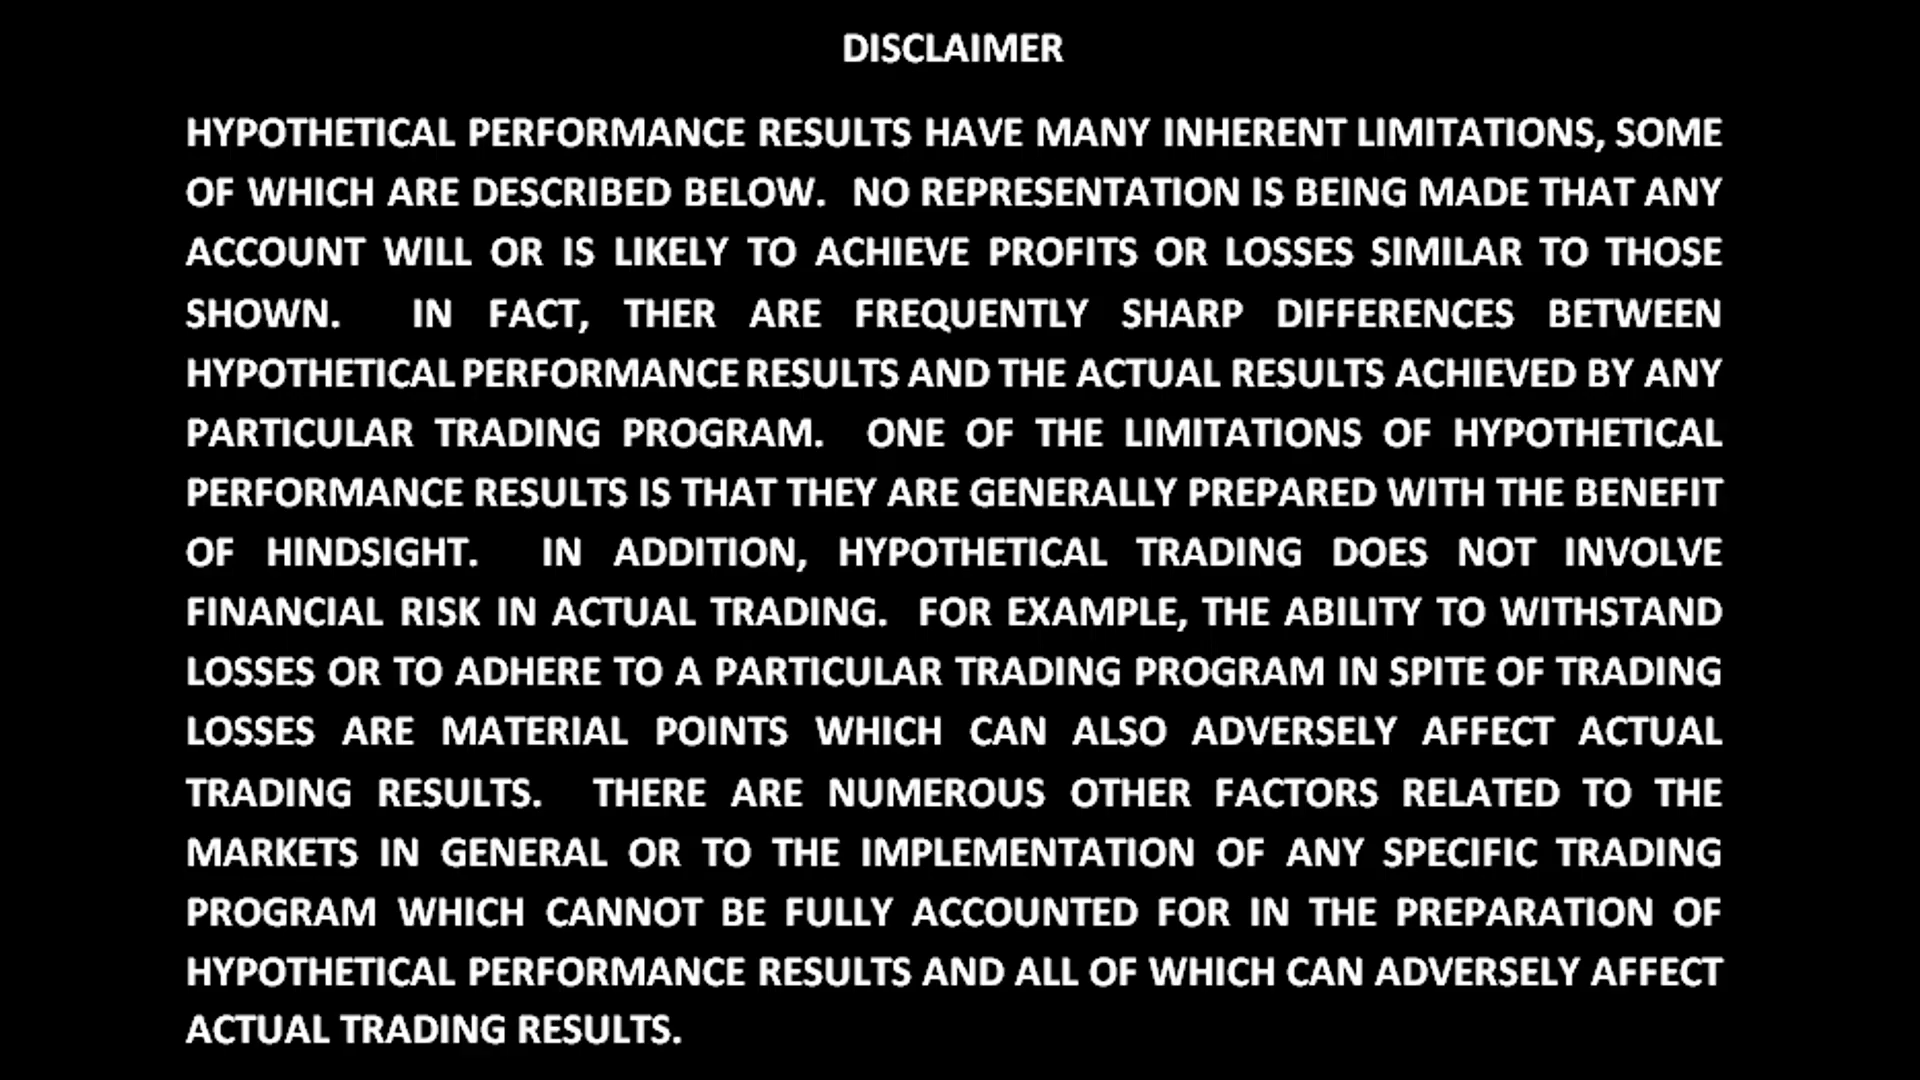 DISCLAIMER
HYPOTHETICAL PERFORMANCE RESULTS HAVE MANY INHERENT LIMITATIONS, SOME
OF WHICH ARE DESCRIBED BELOW.  NO REPRESENTATION IS BEING MADE THAT ANY
ACCOUNT WILL OR IS LIKELY TO ACHIEVE PROFITS OR LOSSES SIMILAR TO THOSE
SHOWN.  IN FACT, THER ARE FREQUENTLY SHARP DIFFERENCES BETWEEN
HYPOTHETICAL PERFORMANCE RESULTS AND THE ACTUAL RESULTS ACHIEVED BY ANY
PARTICULAR TRADING PROGRAM.  ONE OF THE LIMITATIONS OF HYPOTHETICAL
PERFORMANCE RESULTS IS THAT THEY ARE GENERALLY PREPARED WITH THE BENEFIT
OF HINDSIGHT.  IN ADDITION, HYPOTHETICAL TRADING DOES NOT INVOLVE
FINANCIAL RISK IN ACTUAL TRADING.  FOR EXAMPLE, THE ABILITY TO WITHSTAND
LOSSES OR TO ADHERE TO A PARTICULAR TRADING PROGRAM IN SPITE OF TRADING
LOSSES ARE MATERIAL POINTS WHICH CAN ALSO ADVERSELY AFFECT ACTUAL
TRADING RESULTS.  THERE ARE NUMEROUS OTHER FACTORS RELATED TO THE
MARKETS IN GENERAL OR TO THE IMPLEMENTATION OF ANY SPECIFIC TRADING
PROGRAM WHICH CANNOT BE FULLY ACCOUNTED FOR IN THE PREPARATION OF
HYPOTHETICAL PERFORMANCE RESULTS AND ALL OF WHICH CAN ADVERSELY AFFECT
ACTUAL TRADING RESULTS.